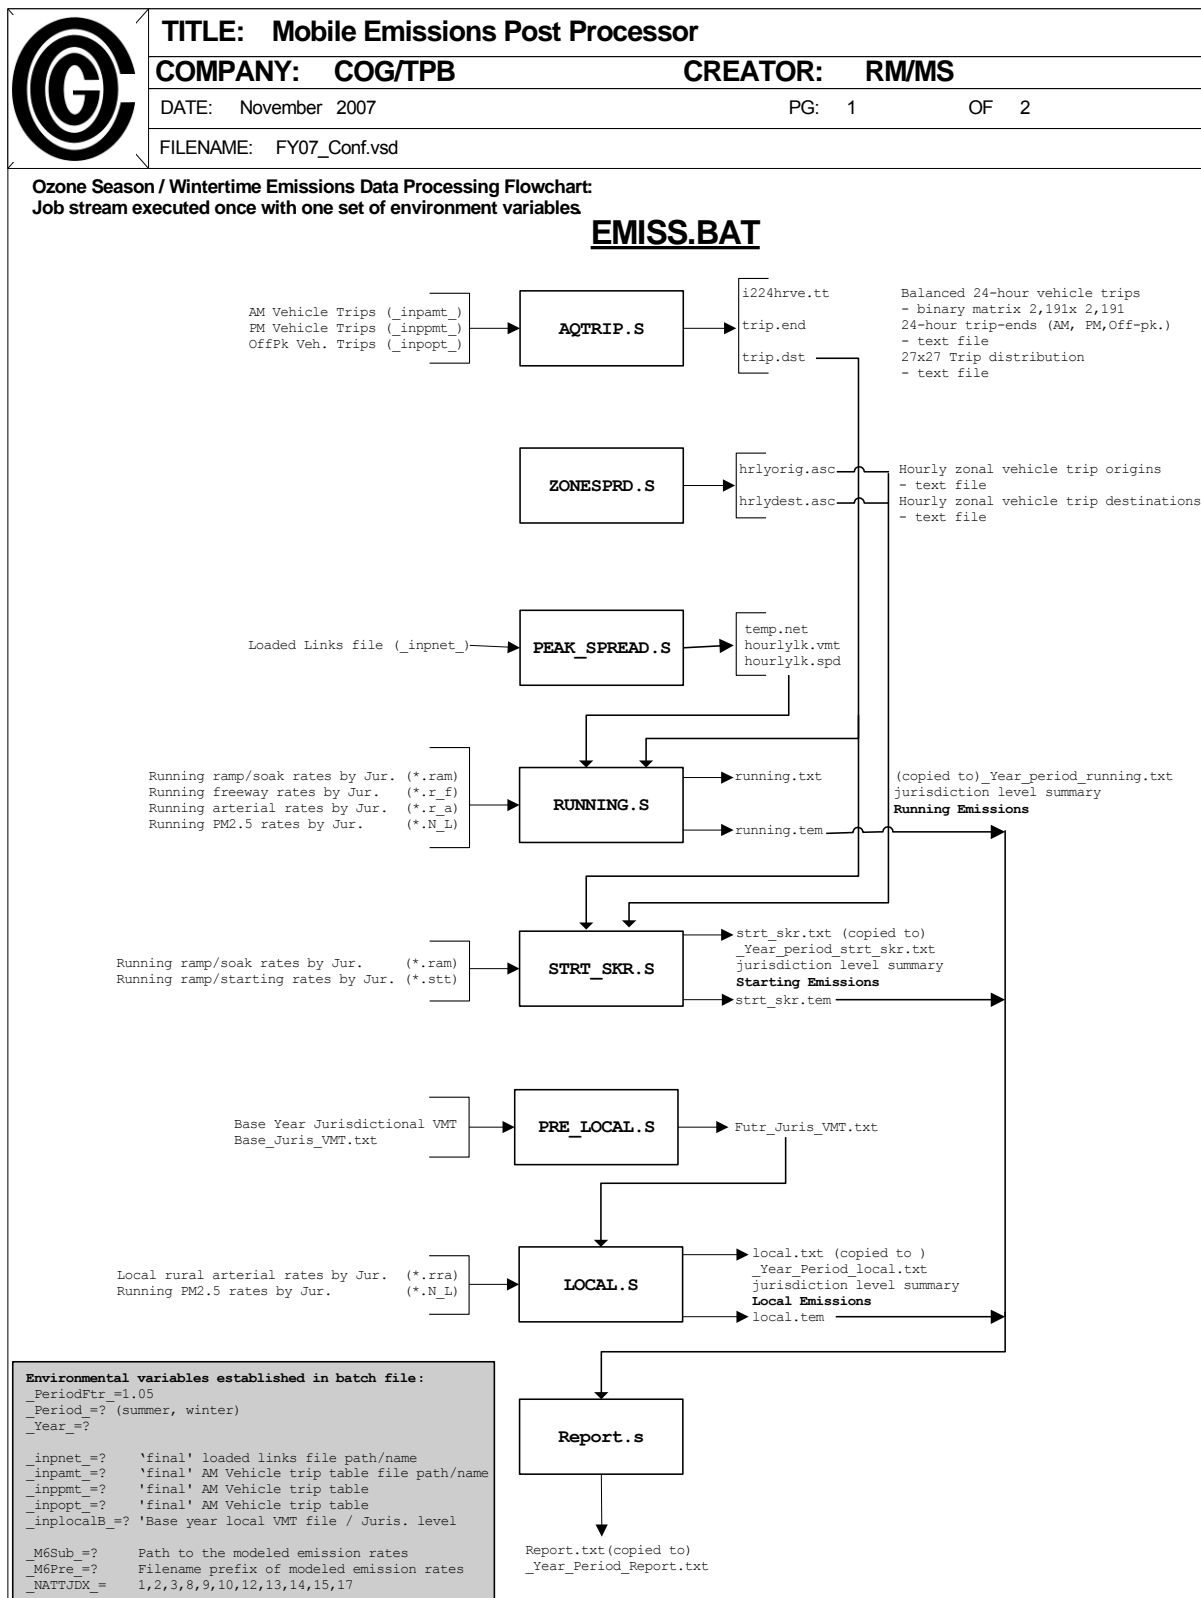 TITLE: Mobile Emissions Post Processor
COMPANY: COG/TPB CREATOR: RM/MS
DATE: November 2007 PG: 1 OF 2
FILENAME: FY07_Conf.vsd
Ozone Season / Wintertime Emissions Data Processing Flowchart:
Job stream executed once with one set of environment variables.
EMISS.BAT
AM Vehicle Trips (_inpamt_)
PM Vehicle Trips (_inppmt_)
OffPk Veh. Trips (_inpopt_)
AQTRIP.S
i224hrve.tt
trip.end
trip.dst
Balanced 24-hour vehicle trips
- binary matrix 2,191x 2,191
24-hour trip-ends (AM, PM,Off-pk.)
- text file
27x27 Trip distribution
- text file
ZONESPRD.S
hrlyorig.asc
hrlydest.asc
Hourly zonal vehicle trip origins
- text file
Hourly zonal vehicle trip destinations
- text file
Loaded Links file (_inpnet_)
PEAK_SPREAD.S
temp.net
hourlylk.vmt
hourlylk.spd
Running ramp/soak rates by Jur. (*.ram)
Running freeway rates by Jur. (*.r_f)
Running arterial rates by Jur. (*.r_a)
Running PM2.5 rates by Jur. (*.N_L)
RUNNING.S
running.txt
running.tem
(copied to)_Year_period_running.txt
jurisdiction level summary
Running Emissions
Running ramp/soak rates by Jur. (*.ram)
Running ramp/starting rates by Jur. (*.stt)
STRT_SKR.S
strt_skr.txt (copied to)
_Year_period_strt_skr.txt
jurisdiction level summary
Starting Emissions
strt_skr.tem
Base Year Jurisdictional VMT
Base_Juris_VMT.txt
PRE_LOCAL.S
Futr_Juris_VMT.txt
Local rural arterial rates by Jur. (*.rra)
Running PM2.5 rates by Jur. (*.N_L)
LOCAL.S
local.txt (copied to )
_Year_Period_local.txt
jurisdiction level summary
Local Emissions
local.tem
Report.s
Report.txt(copied to)
_Year_Period_Report.txt
Environmental variables established in batch file:
_PeriodFtr_=1.05
_Period_=? (summer, winter)
_Year_=?
_inpnet_=? 'final' loaded links file path/name
_inpamt_=? 'final' AM Vehicle trip table file path/name
_inppmt_=? 'final' AM Vehicle trip table
_inpopt_=? 'final' AM Vehicle trip table
_inplocalB_=? 'Base year local VMT file / Juris. level
_M6Sub_=? Path to the modeled emission rates
_M6Pre_=? Filename prefix of modeled emission rates
_NATTJDX_= 1,2,3,8,9,10,12,13,14,15,17